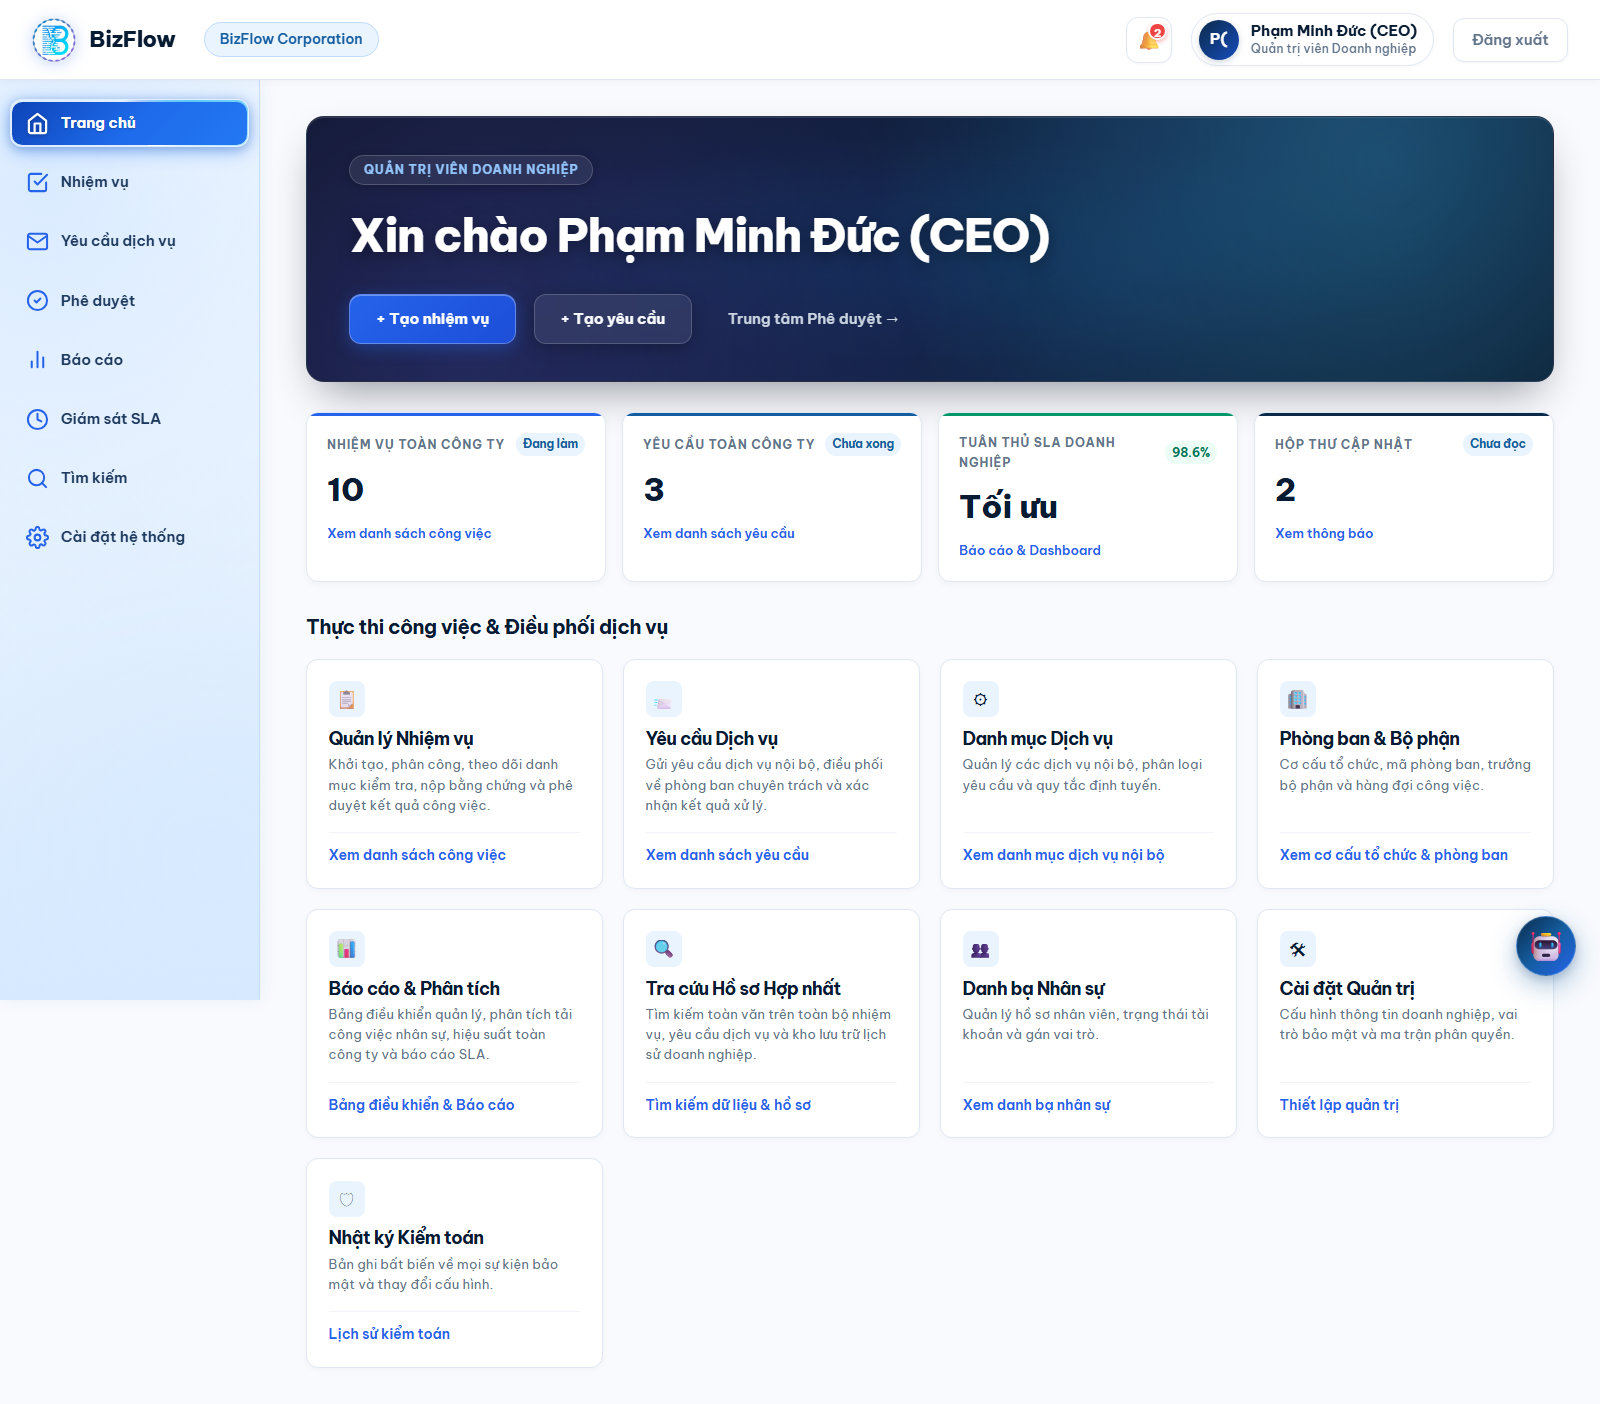 BizFlow
BizFlow Corporation
2
P(
Phạm Minh Đức (CEO)
Quản trị viên Doanh nghiệp
Đăng xuất
Trang chủ
Nhiệm vụ
Yêu cầu dịch vụ
Phê duyệt
Báo cáo
Giám sát SLA
Tìm kiếm
Cài đặt hệ thống
QUẢN TRỊ VIÊN DOANH NGHIỆP
Xin chào Phạm Minh Đức (CEO)
+ Tạo nhiệm vụ
+ Tạo yêu cầu
Trung tâm Phê duyệt →
NHIỆM VỤ TOÀN CÔNG TY
Đang làm
10
Xem danh sách công việc
YÊU CẦU TOÀN CÔNG TY
Chưa xong
3
Xem danh sách yêu cầu
TUÂN THỦ SLA DOANH
NGHIỆP
98.6%
Tối ưu
Báo cáo & Dashboard
HỘP THƯ CẬP NHẬT
Chưa đọc
2
Xem thông báo
Thực thi công việc & Điều phối dịch vụ
Quản lý Nhiệm vụ
Khởi tạo, phân công, theo dõi danh
mục kiểm tra, nộp bằng chứng và phê
duyệt kết quả công việc.
Xem danh sách công việc
Yêu cầu Dịch vụ
Gửi yêu cầu dịch vụ nội bộ, điều phối
về phòng ban chuyên trách và xác
nhận kết quả xử lý.
Xem danh sách yêu cầu
Danh mục Dịch vụ
Quản lý các dịch vụ nội bộ, phân loại
yêu cầu và quy tắc định tuyến.
Xem danh mục dịch vụ nội bộ
Phòng ban & Bộ phận
Cơ cấu tổ chức, mã phòng ban, trưởng
bộ phận và hàng đợi công việc.
Xem cơ cấu tổ chức & phòng ban
Báo cáo & Phân tích
Bảng điều khiển quản lý, phân tích tải
công việc nhân sự, hiệu suất toàn
công ty và báo cáo SLA.
Bảng điều khiển & Báo cáo
Tra cứu Hồ sơ Hợp nhất
Tìm kiếm toàn văn trên toàn bộ nhiệm
vụ, yêu cầu dịch vụ và kho lưu trữ lịch
sử doanh nghiệp.
Tìm kiếm dữ liệu & hồ sơ
Danh bạ Nhân sự
Quản lý hồ sơ nhân viên, trạng thái tài
khoản và gán vai trò.
Xem danh bạ nhân sự
Cài đặt Quản trị
Cấu hình thông tin doanh nghiệp, vai
trò bảo mật và ma trận phân quyền.
Thiết lập quản trị
Nhật ký Kiểm toán
Bản ghi bất biến về mọi sự kiện bảo
mật và thay đổi cấu hình.
Lịch sử kiểm toán